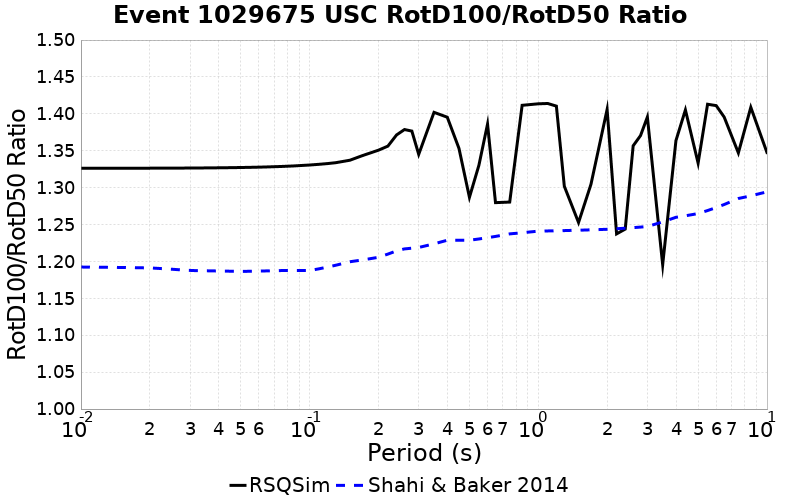 Event 1029675 USC RotD100/RotD50 Ratio
RotD100/RotD50 Ratio
1.50
1.45
1.40
1.35
1.30
1.25
1.20
1.15
1.10
1.05
1.00
10-2 2 3 4 5 6 10-1 2 3 4 5 6 7 100 2 3 4 5 6 7 101
Period (s)
RSQSim Shahi & Baker 2014